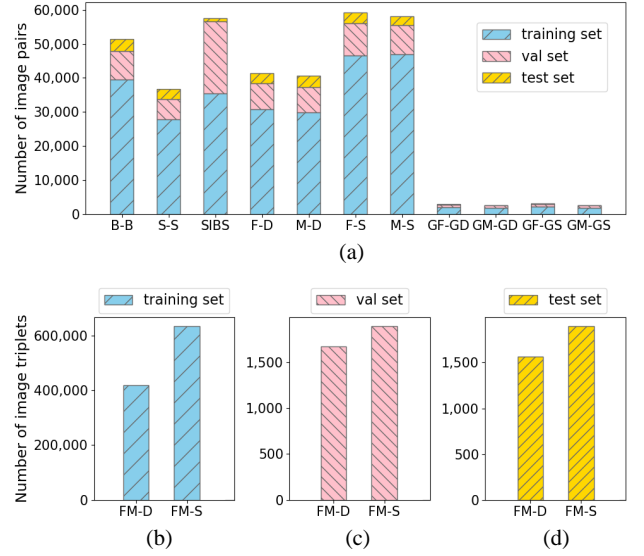 60,000
50,000
40,000
30,000
20,000
10,000
0
Number of image pairs
training set
val set
test set
B-B S-S SIBS F-D M-D F-S M-S GF-GD GM-GD GF-GS GM-GS
(a)
training set
val set
test set
Number of image triplets
600,000
400,000
200,000
0
FM-D FM-S
(b)
1,500
1,000
500
0
FM-D FM-S
(c)
1,500
1,000
500
0
FM-D FM-S
(d)